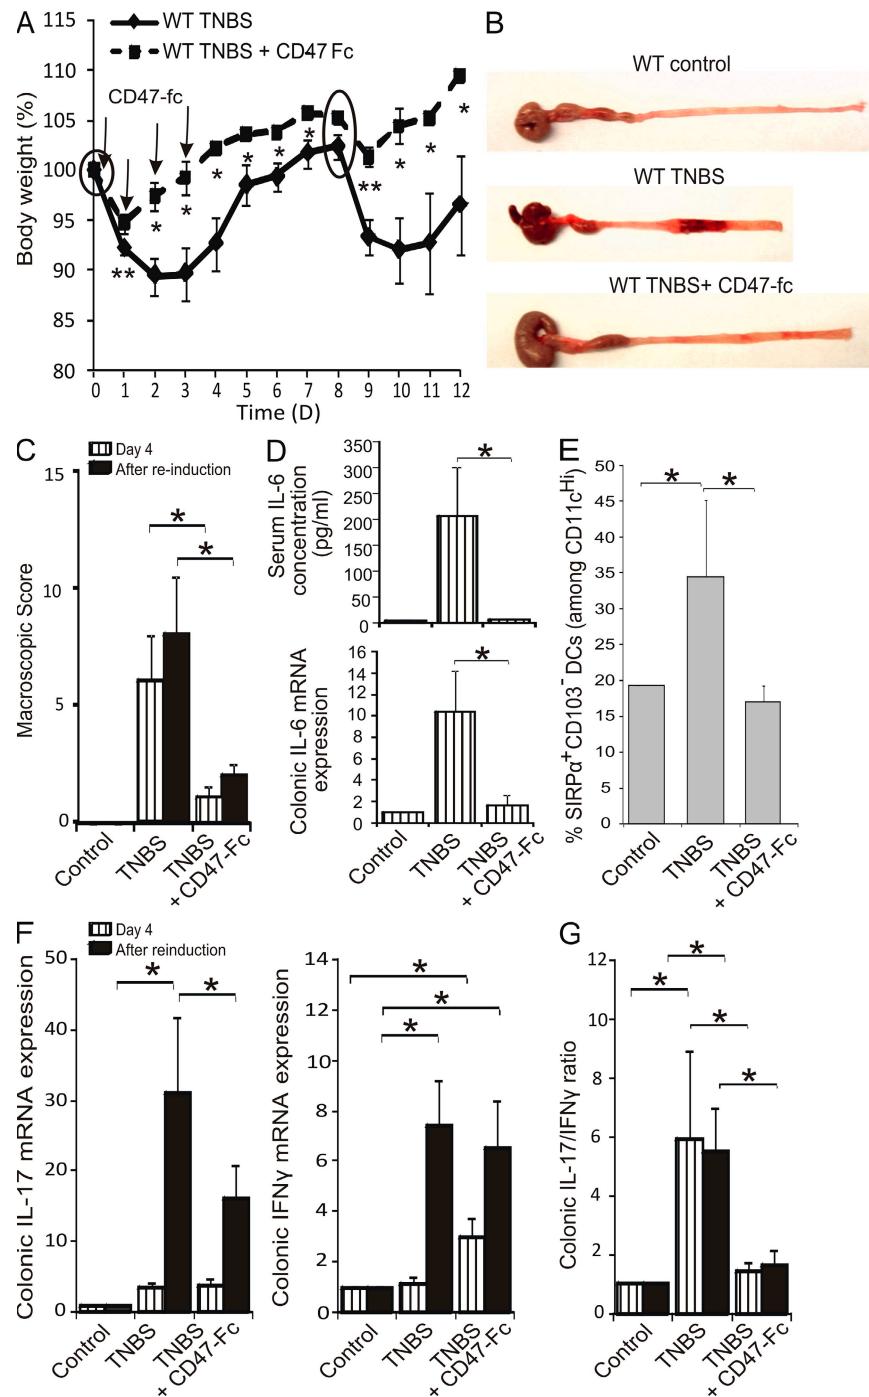 A
WT TNBS
WT TNBS + CD47 Fc
115
110
105
100
95
90
85
80
Body weight (%)
CD47-fc
*
*
*
*
*
*
*
*
*
*
*
**
**
0 1 2 3 4 5 6 7 8 9 10 11 12
Time (D)
B
WT control
WT TNBS
WT TNBS+ CD47-fc
C
Day 4
After re-induction
15
10
5
0
Macroscopic Score
*
*
Control
TNBS
TNBS
+ CD47-Fc
D
350
300
250
200
150
100
50
0
Serum IL-6
concentration
(pg/ml)
*
16
14
12
10
8
6
4
2
0
Colonic IL-6 mRNA
expression
*
Control
TNBS
TNBS
+ CD47-Fc
E
50
45
40
35
30
25
20
15
10
5
0
% SIRPα+CD103- DCs (among CD11cHi)
*
*
Control
TNBS
TNBS
+ CD47-Fc
F
Day 4
After reinduction
50
40
30
20
10
0
Colonic IL-17 mRNA expression
*
*
Control
TNBS
TNBS
+ CD47-Fc
14
12
10
8
6
4
2
0
Colonic IFNγ mRNA expression
*
*
*
Control
TNBS
TNBS
+ CD47-Fc
G
12
10
8
6
4
2
0
Colonic IL-17/IFNγ ratio
*
*
*
*
Control
TNBS
TNBS
+ CD47-Fc